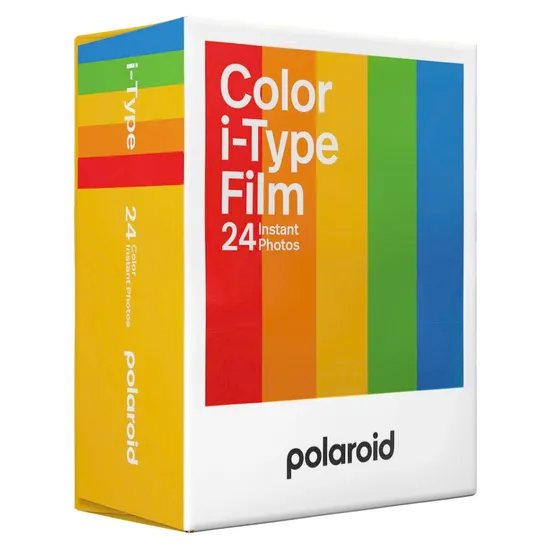 Color
i-Type
Film
24 Instant
Photos
polaroid
i-Type
24 Color
Instant Photos
polaroid